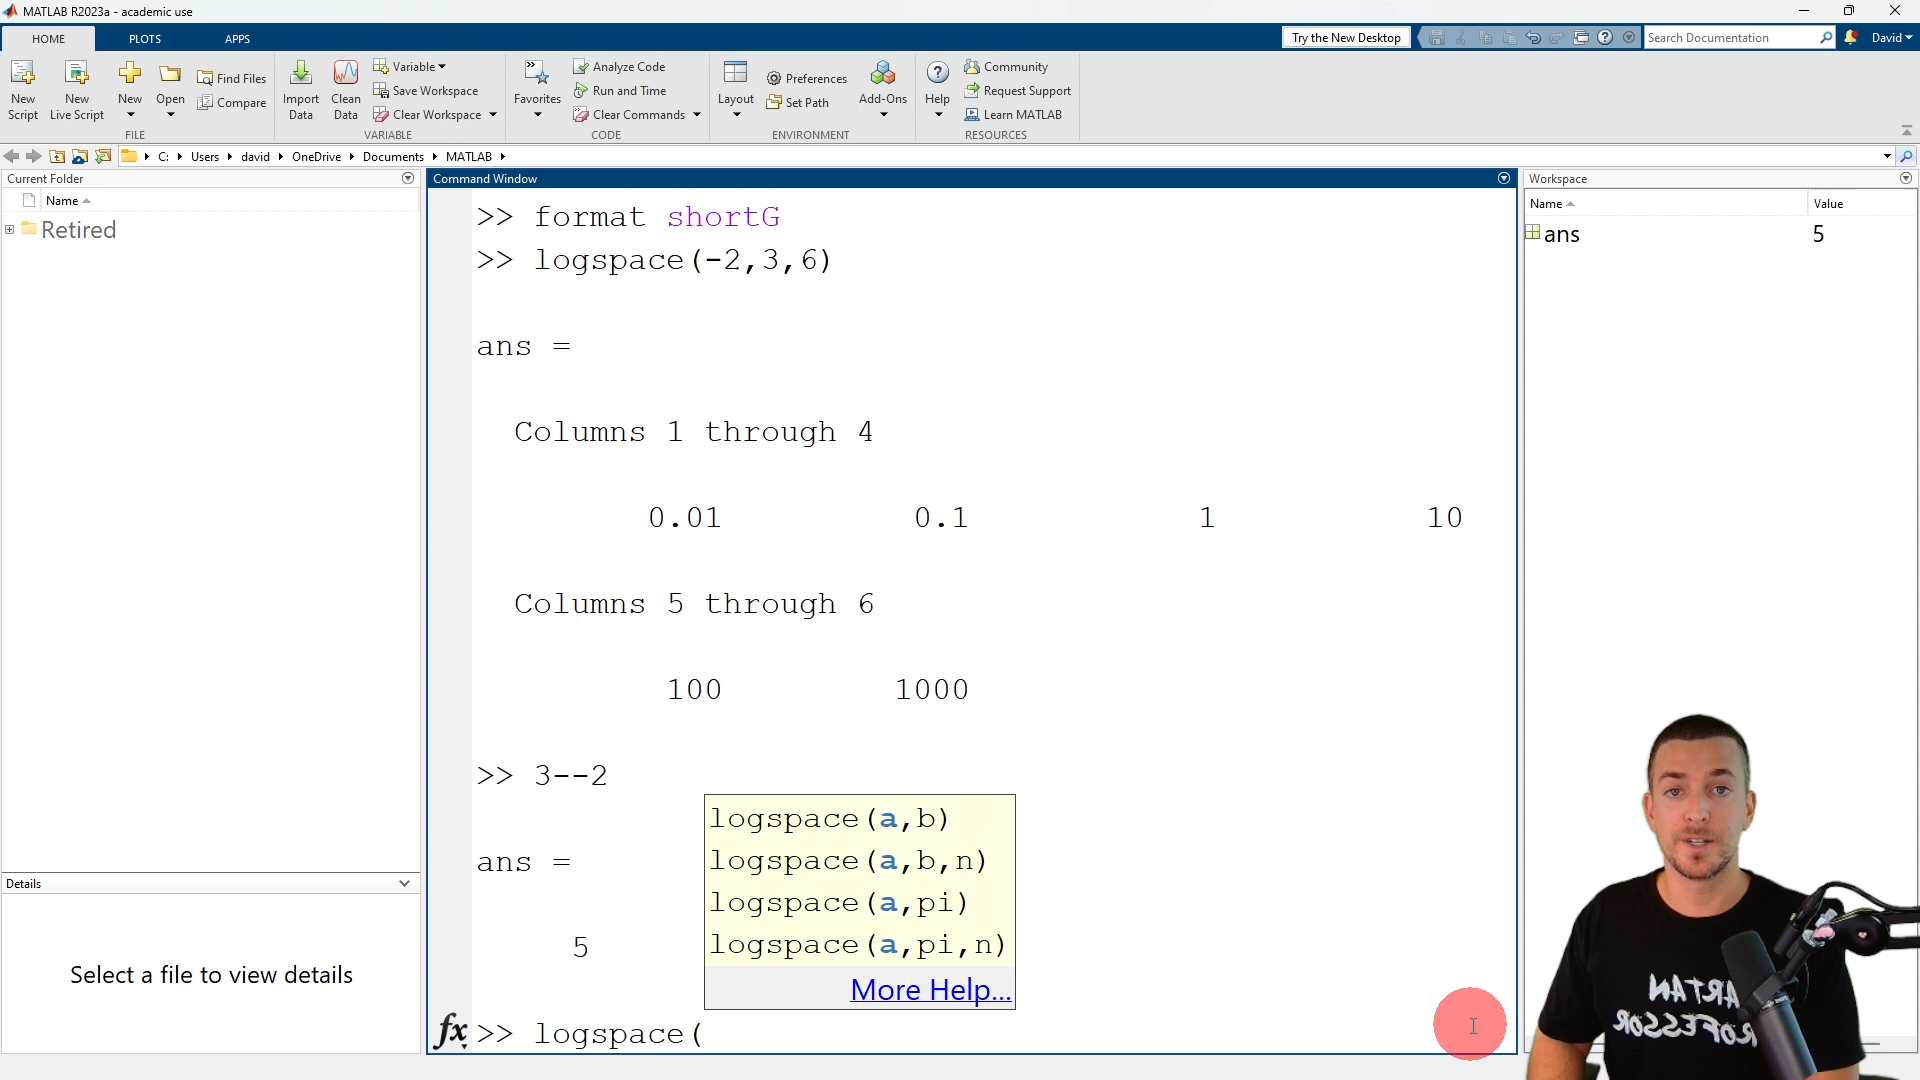 MATLAB R2023a - academic use
HOME PLOTS APPS
Try the New Desktop
Search Documentation
David
New Script
New Live Script
New
Open
Find Files
Compare
FILE
Import Data
Clean Data
Variable
Save Workspace
Clear Workspace
VARIABLE
Favorites
Analyze Code
Run and Time
Clear Commands
CODE
Layout
Preferences
Set Path
Add-Ons
ENVIRONMENT
Help
Community
Request Support
Learn MATLAB
RESOURCES
C: Users david OneDrive Documents MATLAB
Current Folder
Name
Retired
Details
Select a file to view details
Command Window
>> format shortG
>> logspace(-2,3,6)
ans =
Columns 1 through 4
0.01 0.1 1 10
Columns 5 through 6
100 1000
>> 3--2
ans =
5
logspace(a,b)
logspace(a,b,n)
logspace(a,pi)
logspace(a,pi,n)
More Help...
fx >> logspace(
Workspace
Name Value
ans 5
ARTAN
ROFESSOR